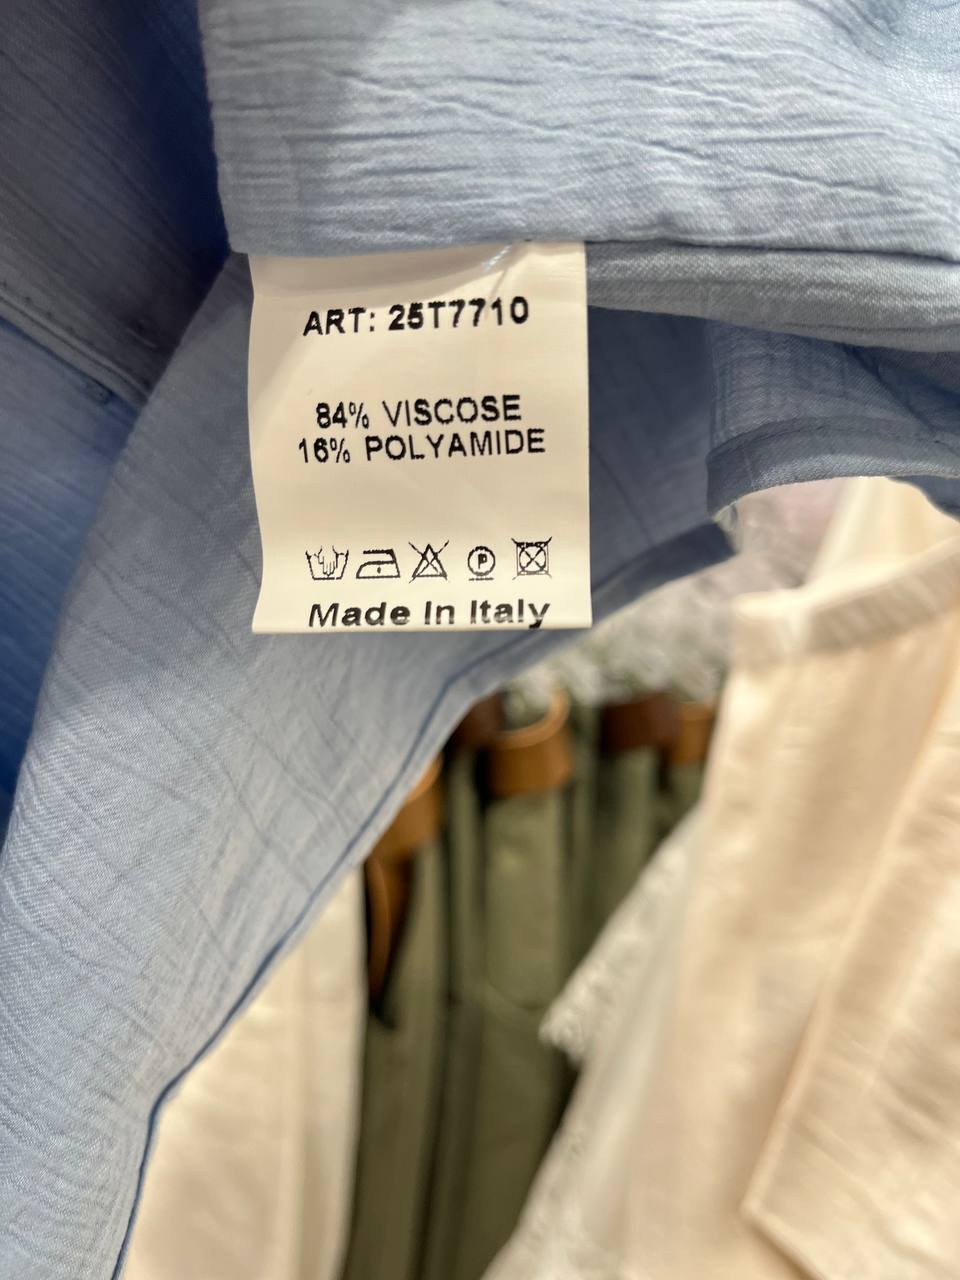 ART: 25T7710
84% VISCOSE
16% POLYAMIDE
P
Made In Italy